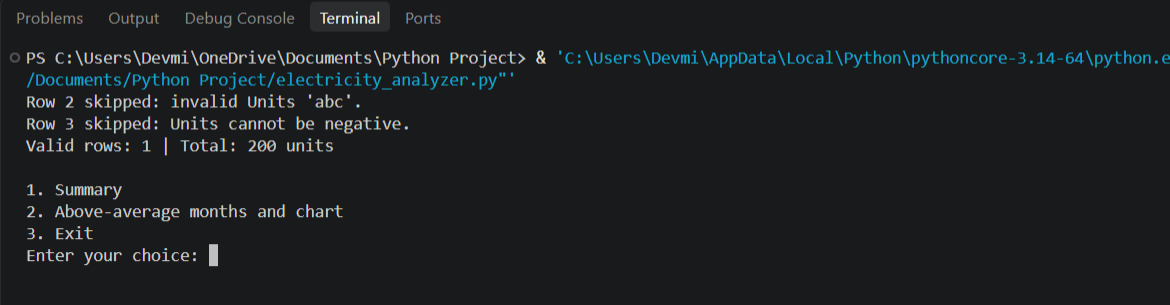 Problems Output Debug Console Terminal Ports
PS C:\Users\Devmi\OneDrive\Documents\Python Project> & 'C:\Users\Devmi\AppData\Local\Python\pythoncore-3.14-64\python.e
/Documents/Python Project/electricity_analyzer.py"'
Row 2 skipped: invalid Units 'abc'.
Row 3 skipped: Units cannot be negative.
Valid rows: 1 | Total: 200 units
1. Summary
2. Above-average months and chart
3. Exit
Enter your choice: